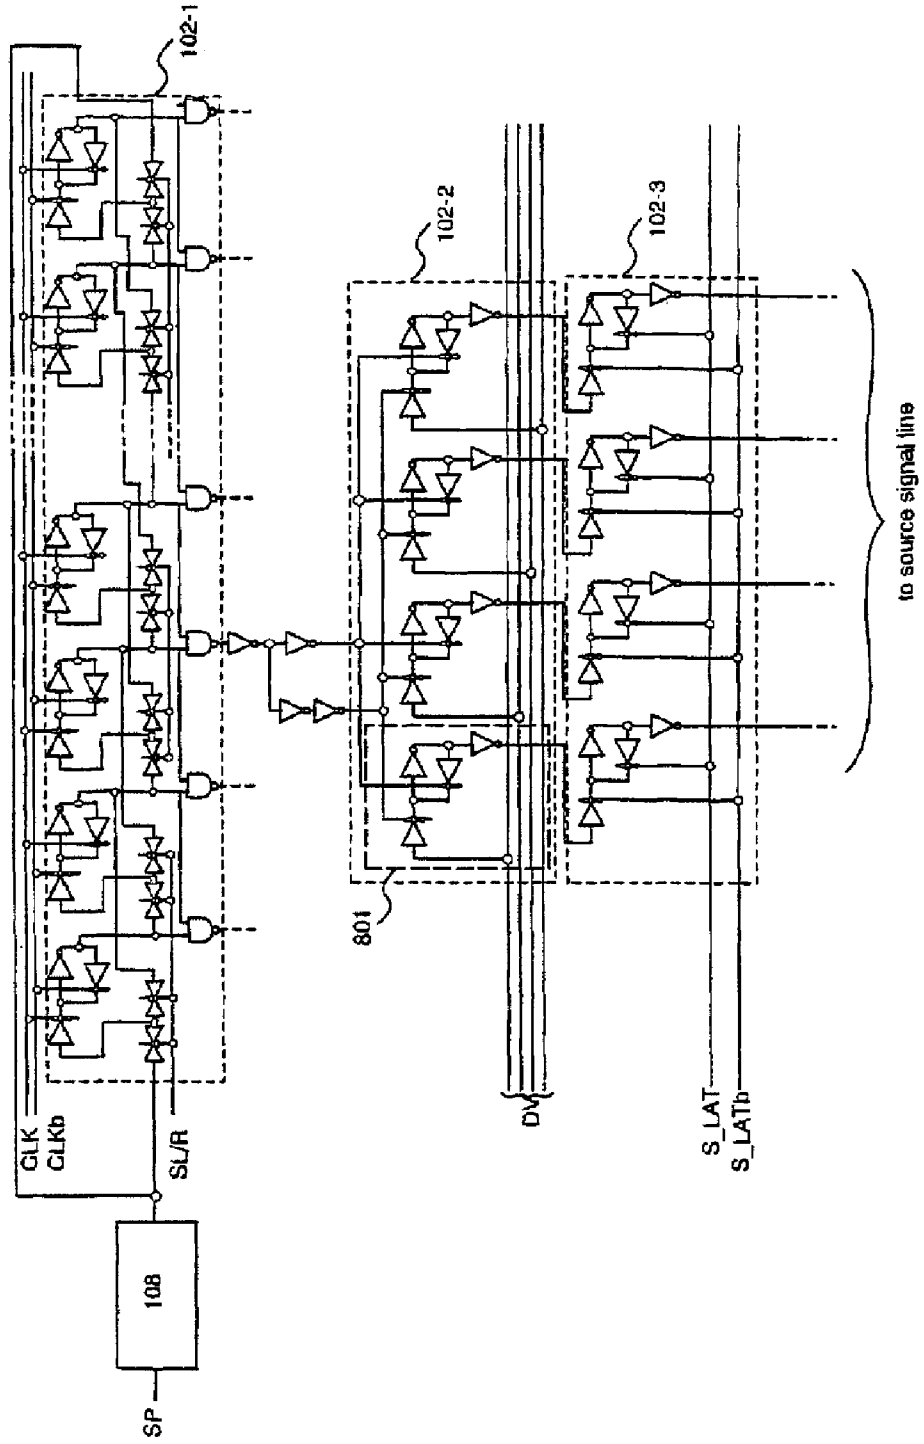 SP
108
CLK
CLKb
SL/R
102-1
102-2
801
DV
102-3
S_LAT
S_LATb
to source signal line